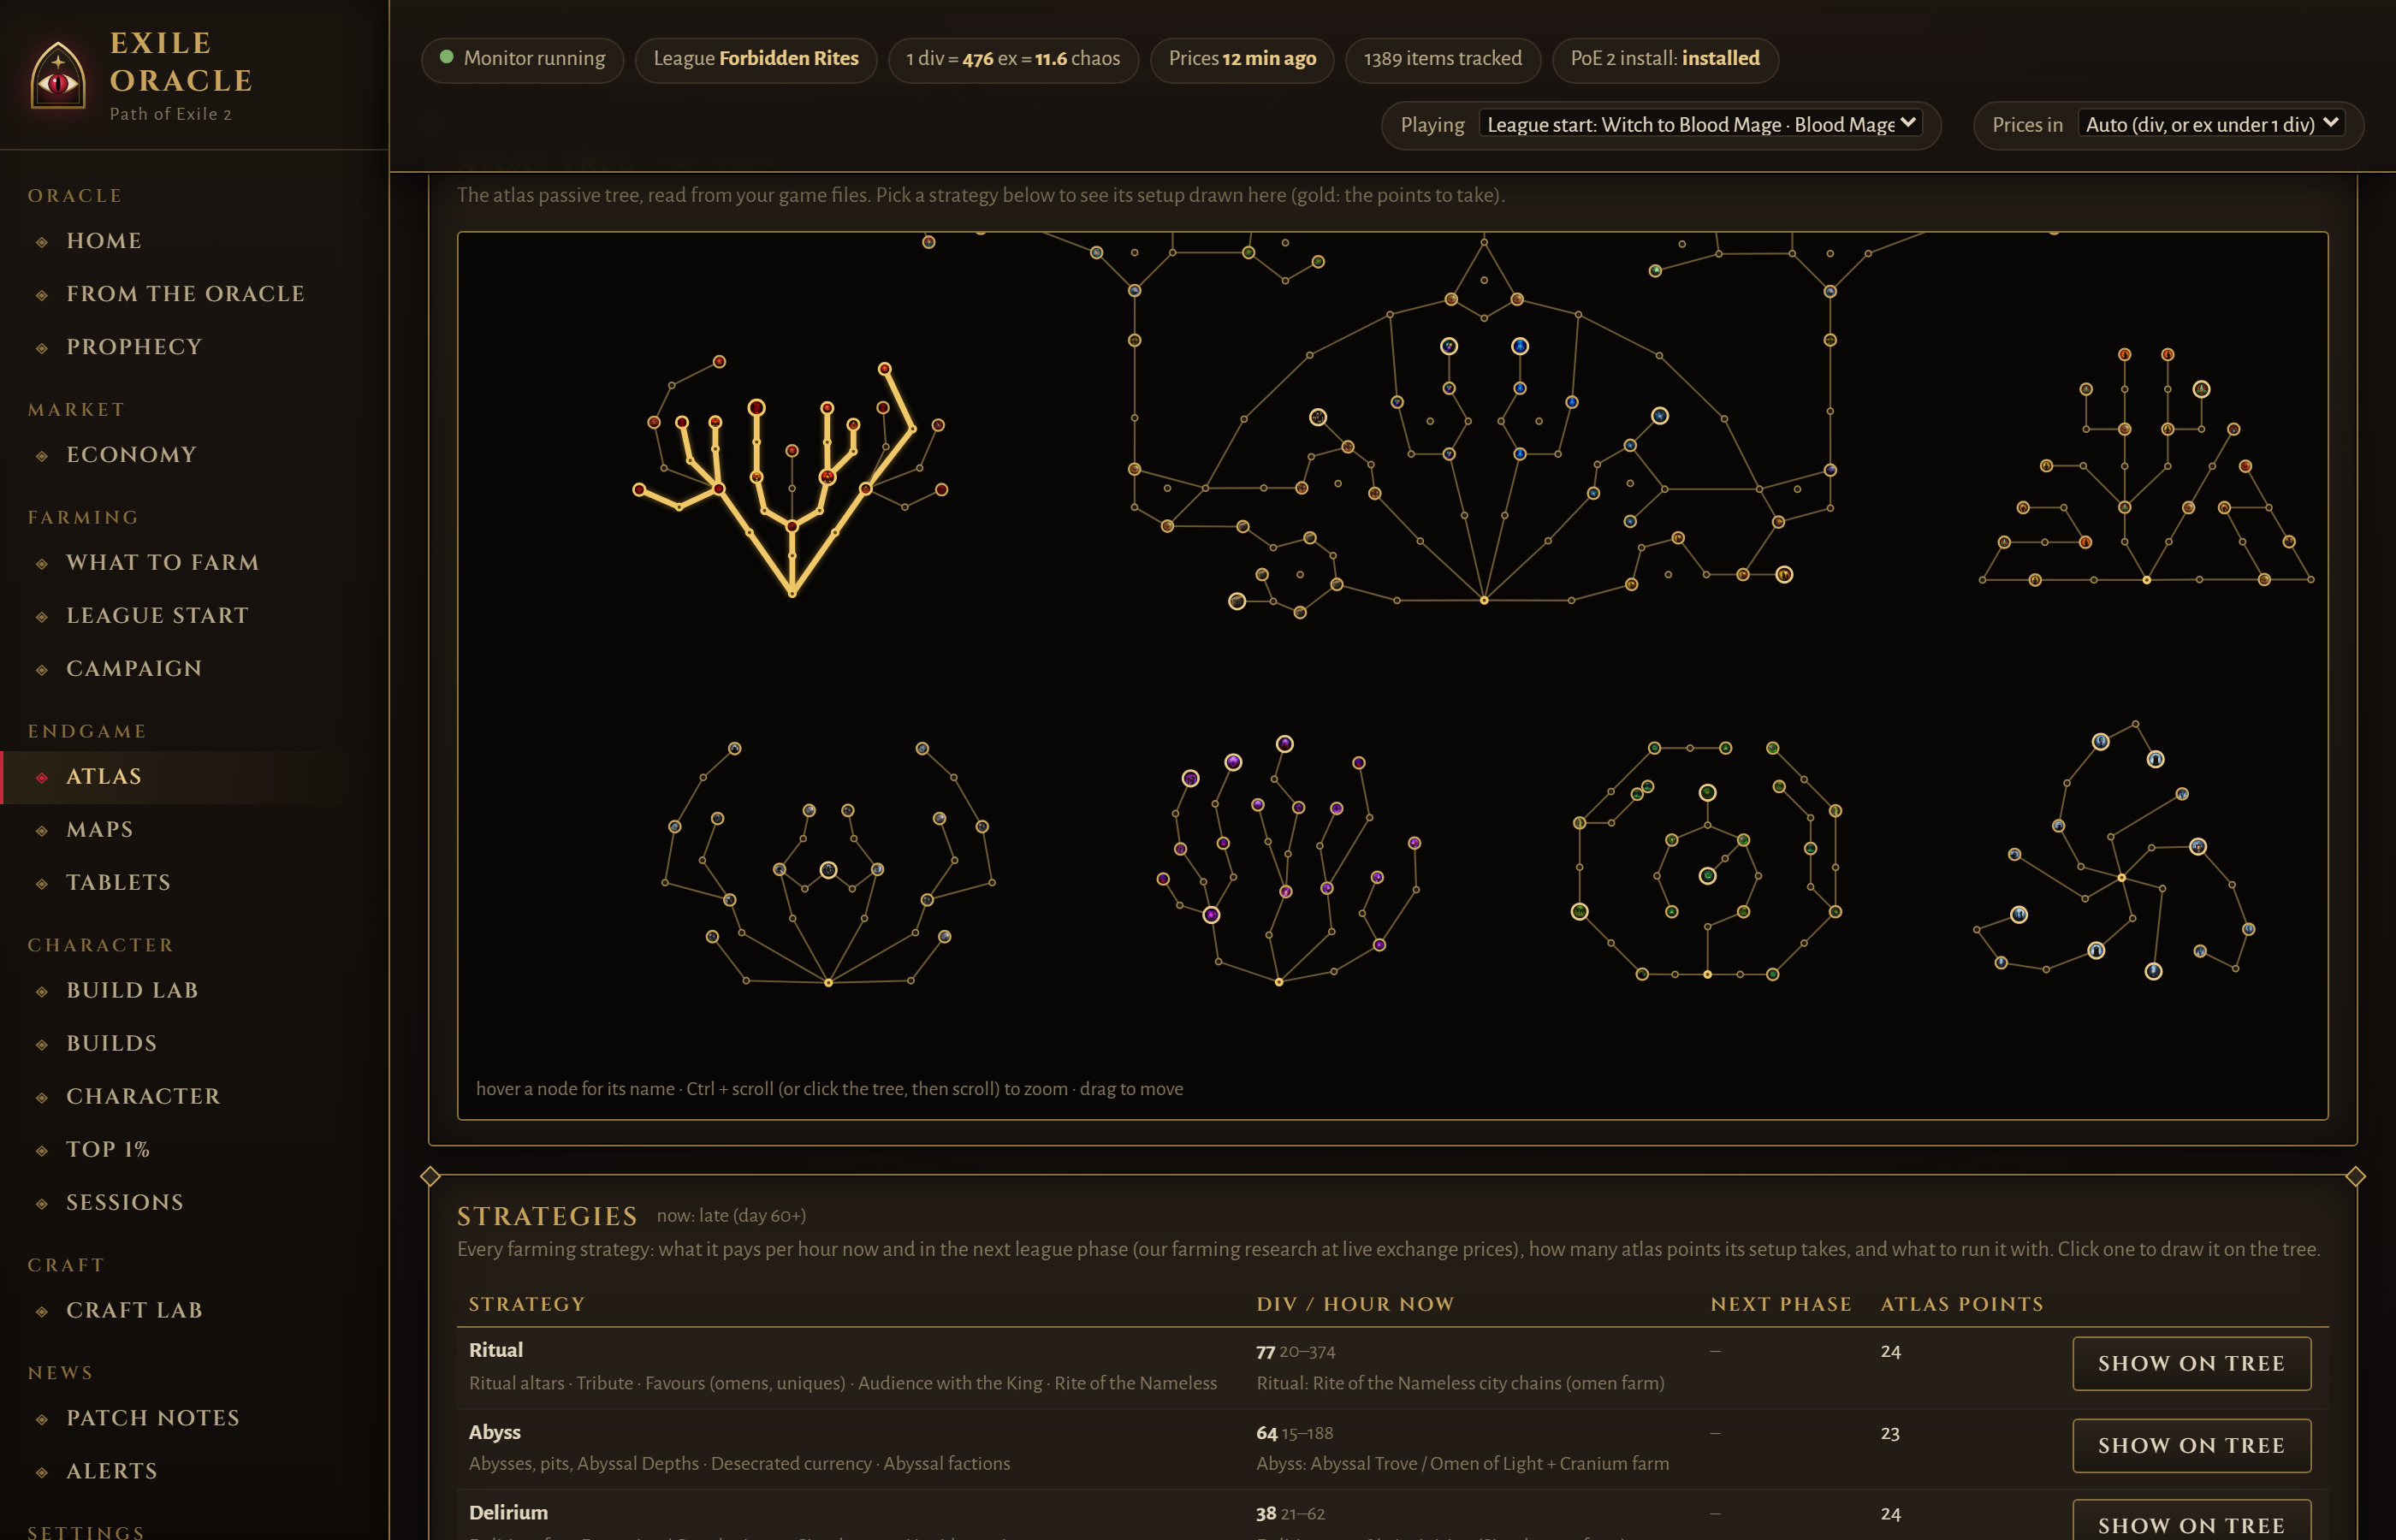 EXILE
ORACLE
Path of Exile 2
Monitor running
League Forbidden Rites
1 div = 476 ex = 11.6 chaos
Prices 12 min ago
1389 items tracked
PoE 2 install: installed
Playing
League start: Witch to Blood Mage · Blood Mage
Prices in
Auto (div, or ex under 1 div)
ORACLE
HOME
FROM THE ORACLE
PROPHECY
MARKET
ECONOMY
FARMING
WHAT TO FARM
LEAGUE START
CAMPAIGN
ENDGAME
ATLAS
MAPS
TABLETS
CHARACTER
BUILD LAB
BUILDS
CHARACTER
TOP 1%
SESSIONS
CRAFT
CRAFT LAB
NEWS
PATCH NOTES
ALERTS
SETTINGS
The atlas passive tree, read from your game files. Pick a strategy below to see its setup drawn here (gold: the points to take).
hover a node for its name · Ctrl + scroll (or click the tree, then scroll) to zoom · drag to move
STRATEGIES now: late (day 60+)
Every farming strategy: what it pays per hour now and in the next league phase (our farming research at live exchange prices), how many atlas points its setup takes, and what to run it with. Click one to draw it on the tree.
STRATEGY DIV / HOUR NOW NEXT PHASE ATLAS POINTS
Ritual 77 20–374 – 24 SHOW ON TREE
Ritual altars · Tribute · Favours (omens, uniques) · Audience with the King · Rite of the Nameless Ritual: Rite of the Nameless city chains (omen farm)
Abyss 64 15–188 – 23 SHOW ON TREE
Abysses, pits, Abyssal Depths · Desecrated currency · Abyssal factions Abyss: Abyssal Trove / Omen of Light + Cranium farm
Delirium 38 21–62 – 24 SHOW ON TREE